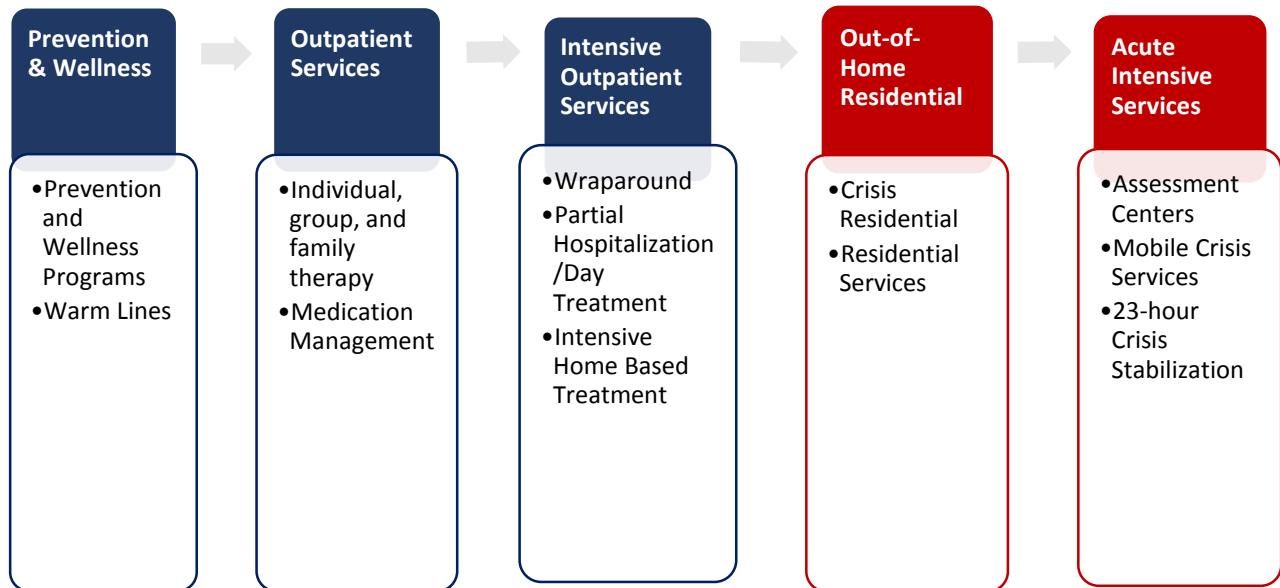 Prevention
& Wellness
•Prevention
and
Wellness
Programs
•Warm Lines
Outpatient
Services
•Individual,
group, and
family
therapy
•Medication
Management
Intensive
Outpatient
Services
•Wraparound
•Partial
Hospitalization
/Day
Treatment
•Intensive
Home Based
Treatment
Out-of-
Home
Residential
•Crisis
Residential
•Residential
Services
Acute
Intensive
Services
•Assessment
Centers
•Mobile Crisis
Services
•23-hour
Crisis
Stabilization